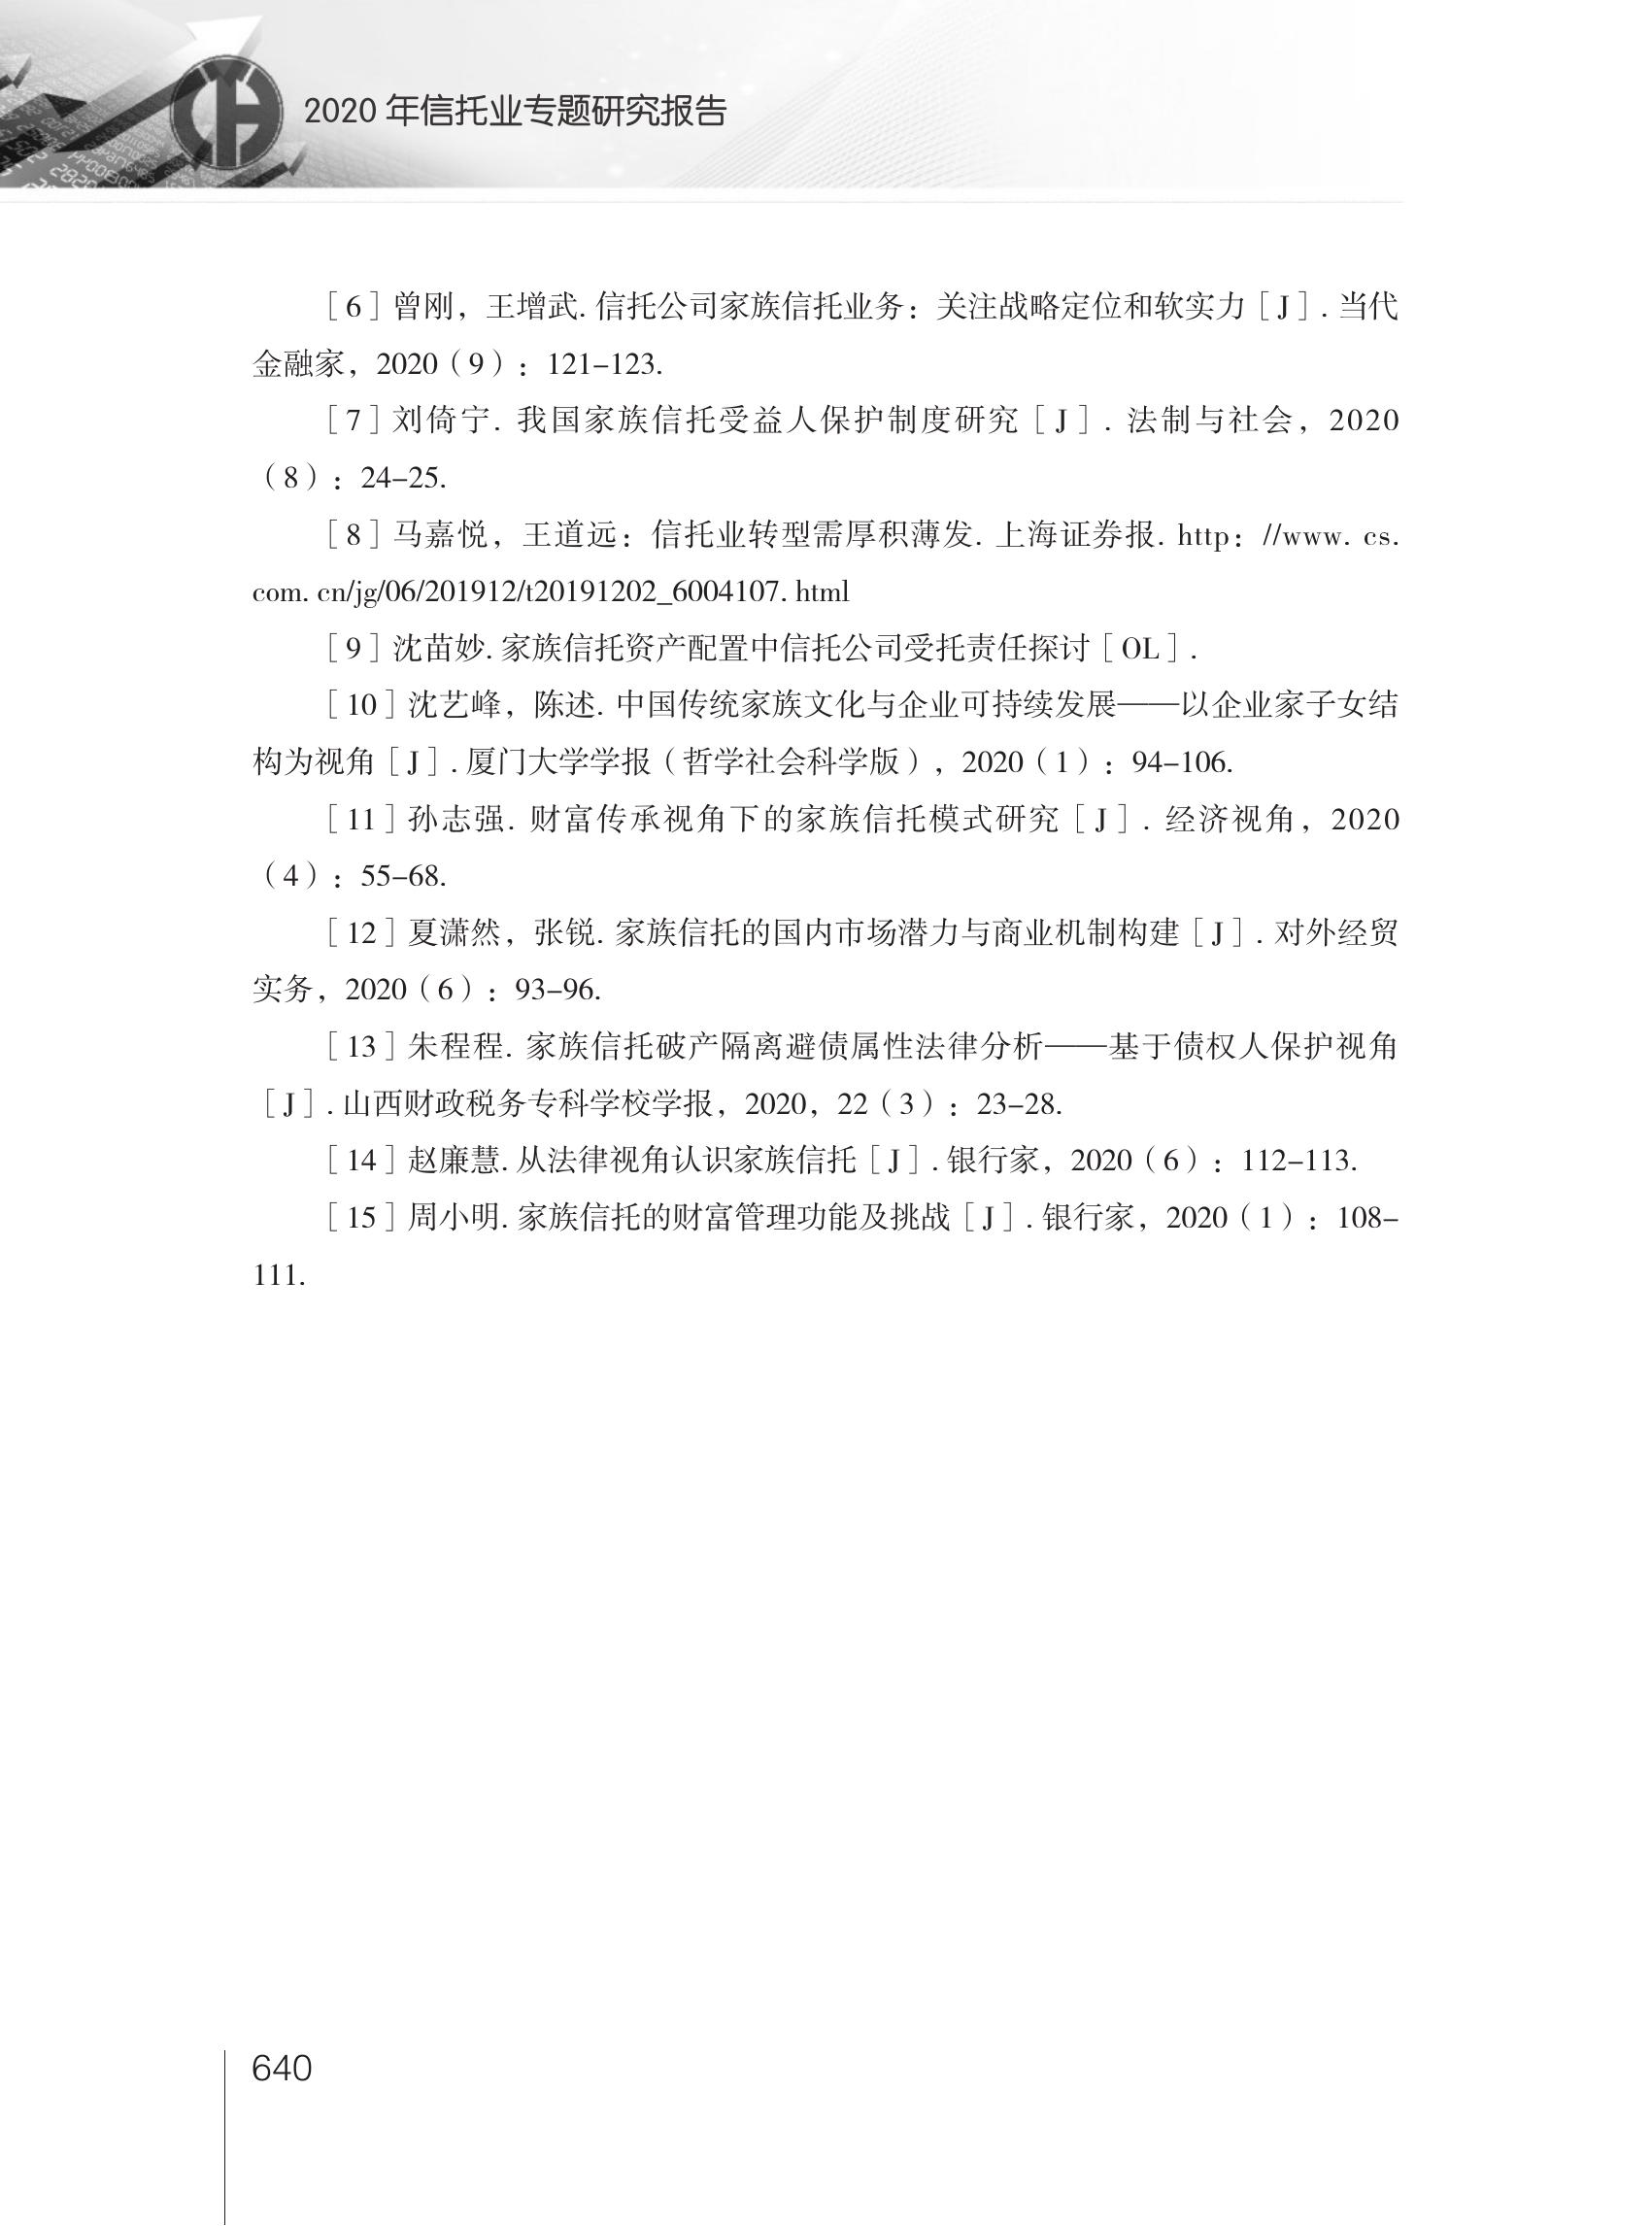 2020 年信托业专题研究报告
［6］曾刚，王增武. 信托公司家族信托业务：关注战略定位和软实力［J］. 当代
金融家，2020（9）：121-123.
［7］刘倚宁. 我国家族信托受益人保护制度研究［J］. 法制与社会，2020
（8）：24-25.
［8］马嘉悦，王道远：信托业转型需厚积薄发. 上海证券报. http：//www. cs.
com. cn/jg/06/201912/t20191202_6004107. html
［9］沈苗妙. 家族信托资产配置中信托公司受托责任探讨［OL］.
［10］沈艺峰，陈述. 中国传统家族文化与企业可持续发展——以企业家子女结
构为视角［J］. 厦门大学学报（哲学社会科学版），2020（1）：94-106.
［11］孙志强. 财富传承视角下的家族信托模式研究［J］. 经济视角，2020
（4）：55-68.
［12］夏潇然，张锐. 家族信托的国内市场潜力与商业机制构建［J］. 对外经贸
实务，2020（6）：93-96.
［13］朱程程. 家族信托破产隔离避债属性法律分析——基于债权人保护视角
［J］. 山西财政税务专科学校学报，2020，22（3）：23-28.
［14］赵廉慧. 从法律视角认识家族信托［J］. 银行家，2020（6）：112-113.
［15］周小明. 家族信托的财富管理功能及挑战［J］. 银行家，2020（1）：108-
111.
640